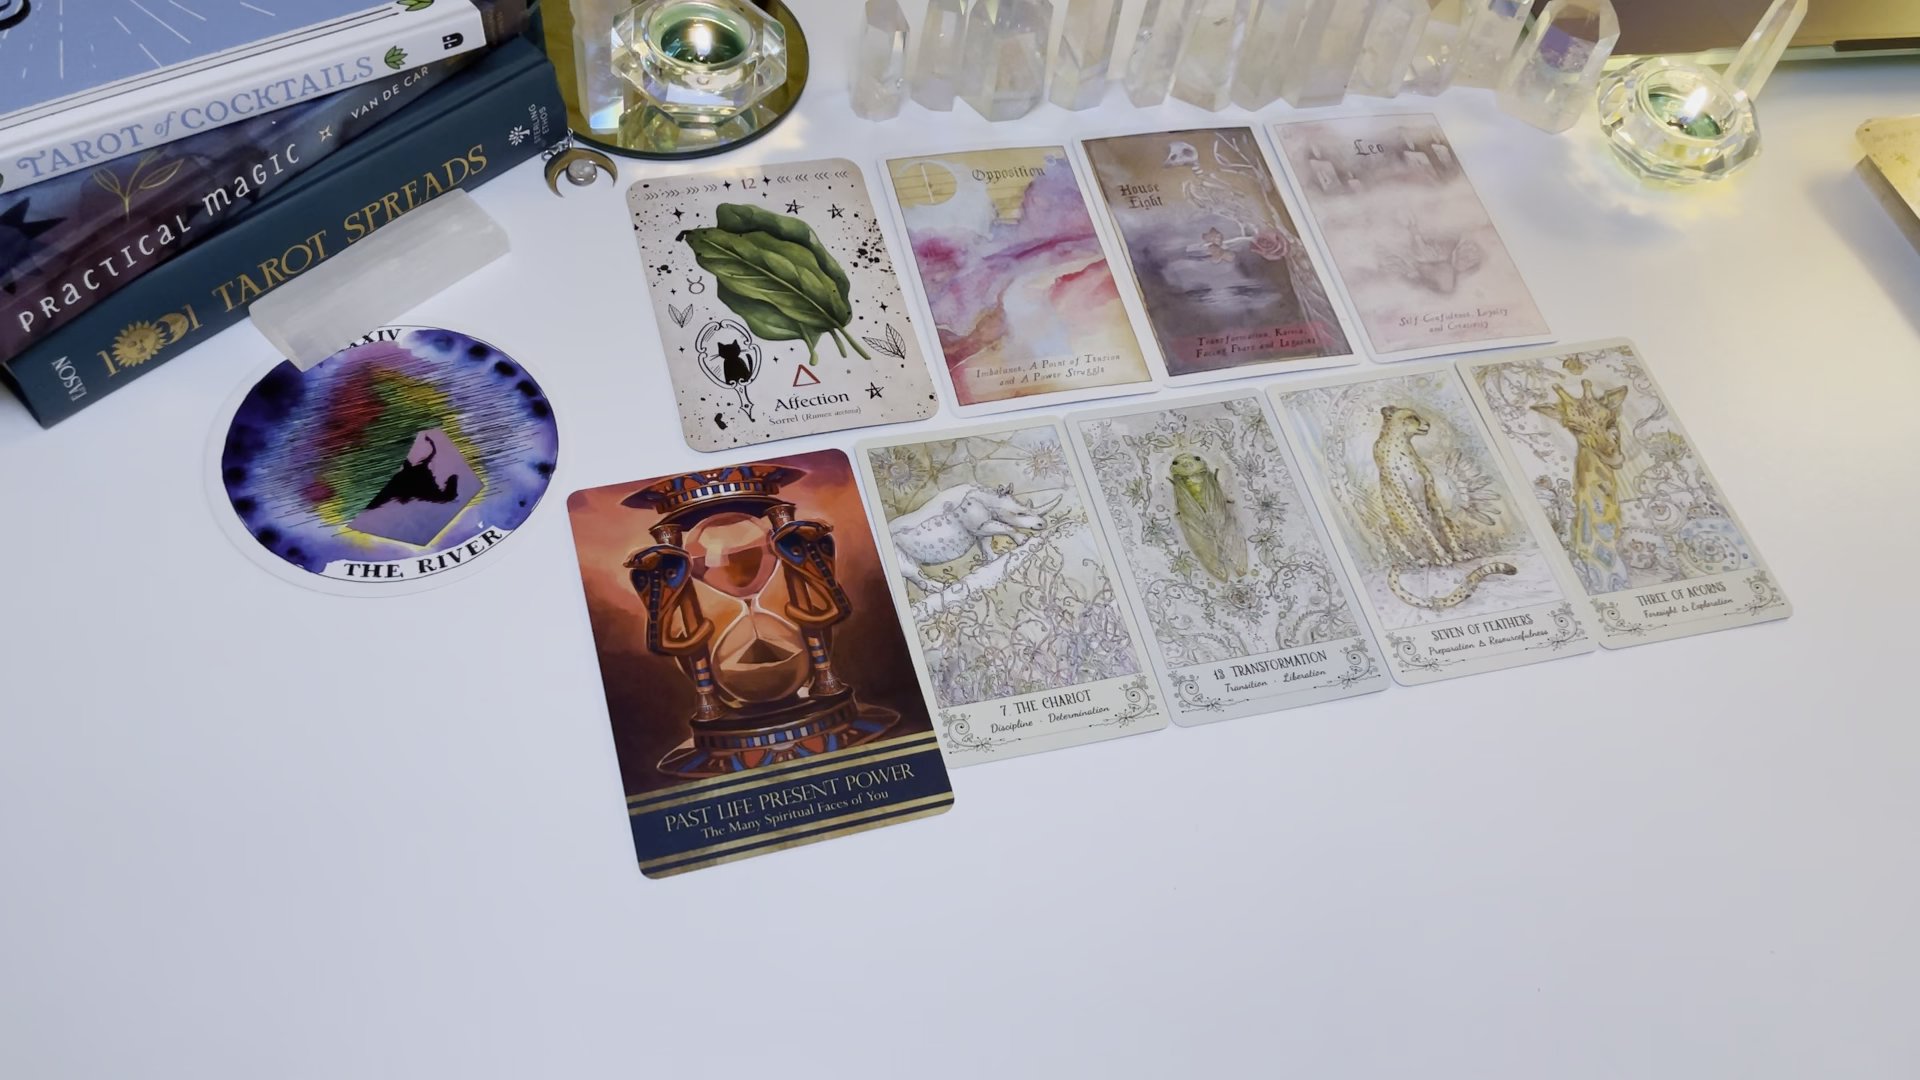 TAROT of COCKTAILS
PRACTICAL MAGIC
VAN DE CAR
1001 TAROT SPREADS
EASON
STERLING
ETHOS
THE RIVER
12
Affection
Sorrel (Rumex acetosa)
Opposition
Imbalance, A Point of Tension
and A Power Struggle
House
Eight
Transformation, Karma,
Facing Fears and Legacies
Leo
Self-Confidence, Loyalty
and Creativity
PAST LIFE PRESENT POWER
The Many Spiritual Faces of You
7 THE CHARIOT
Discipline · Determination
13 TRANSFORMATION
Transition · Liberation
SEVEN OF FEATHERS
Preparation & Resourcefulness
THREE OF ACORNS
Foresight & Exploration